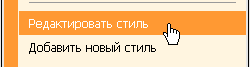 Редактировать стиль
Добавить новый стиль